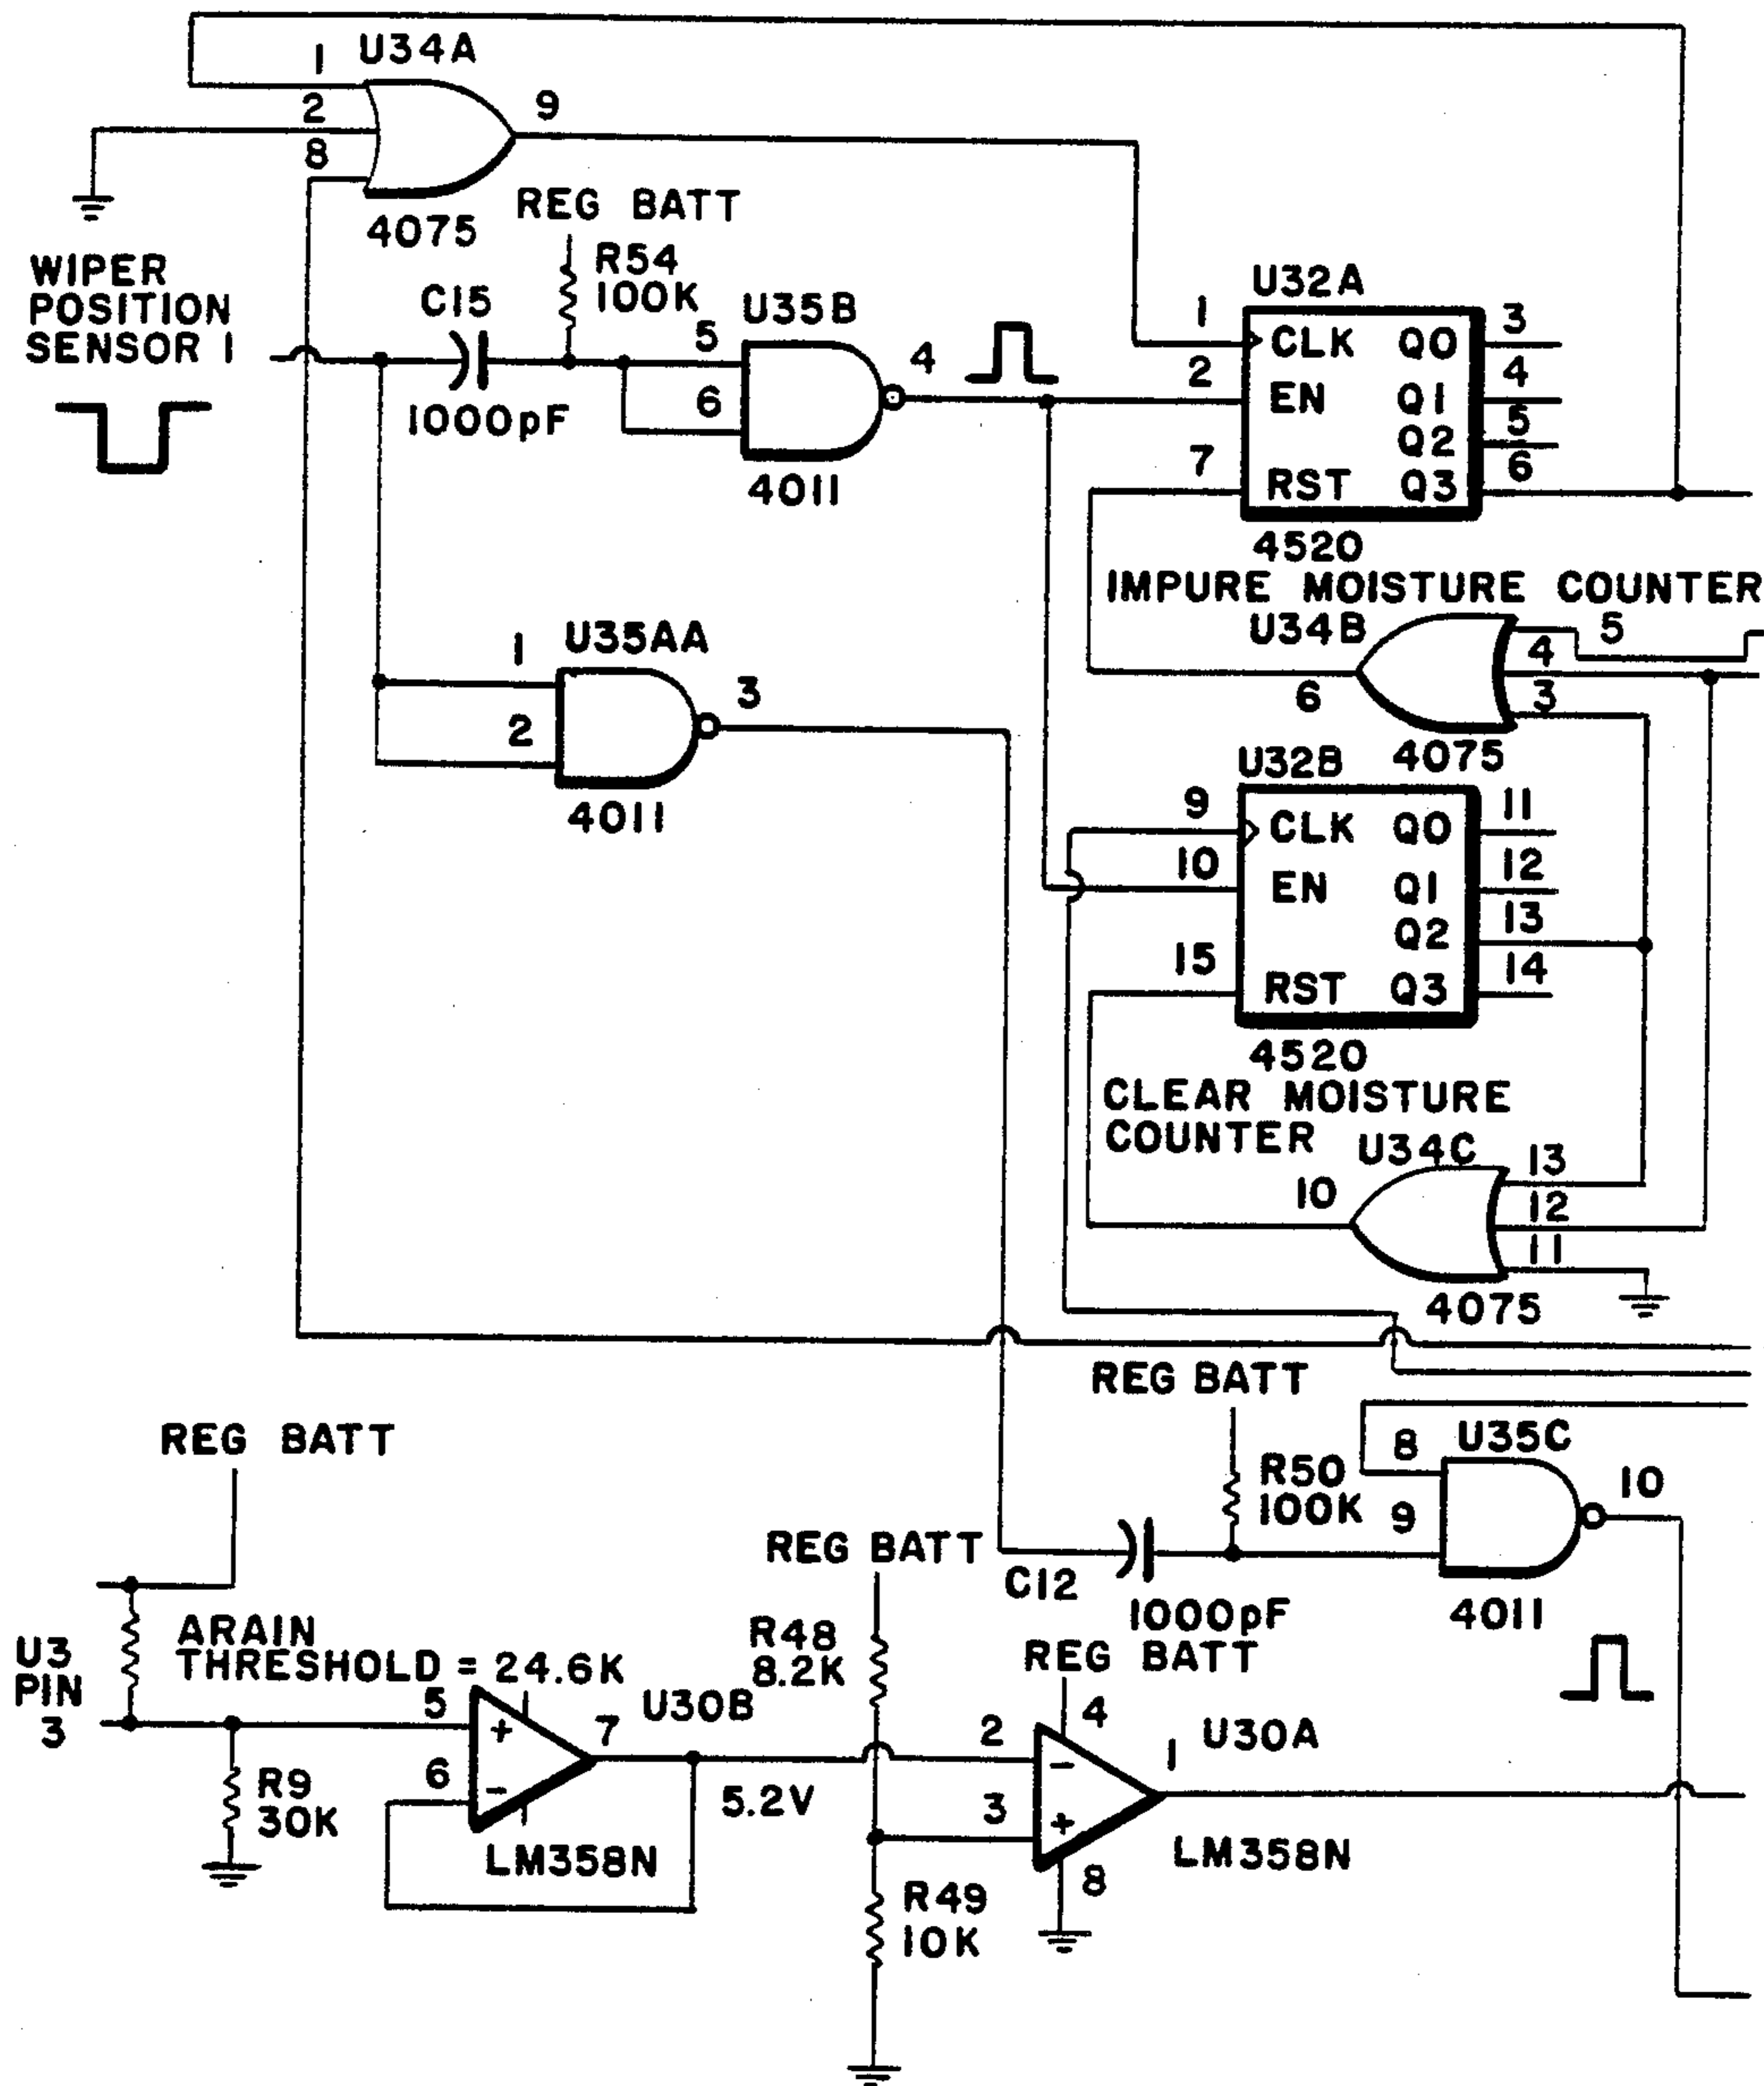 U34A
1
2
8
9
4075
REG BATT
R54
100K
WIPER
POSITION
SENSOR 1
C15
1000pF
U35B
5
6
4
4011
U32A
1
2
7
CLK Q0
EN Q1
Q2
RST Q3
3
4
5
6
4520
IMPURE MOISTURE COUNTER
U34B
5
4
3
6
4075
U35AA
1
2
3
4011
U32B
9
10
15
CLK Q0
EN Q1
Q2
RST Q3
11
12
13
14
4520
CLEAR MOISTURE
COUNTER
U34C
10
13
12
11
4075
REG BATT
R50
100K
U35C
8
9
10
4011
C12
1000pF
REG BATT
U3
PIN
3
ARAIN
THRESHOLD = 24.6K
5
6
7
U30B
LM358N
R9
30K
5.2V
REG BATT
R48
8.2K
R49
10K
REG BATT
4
2
3
1
8
U30A
LM358N
+
-
-
+